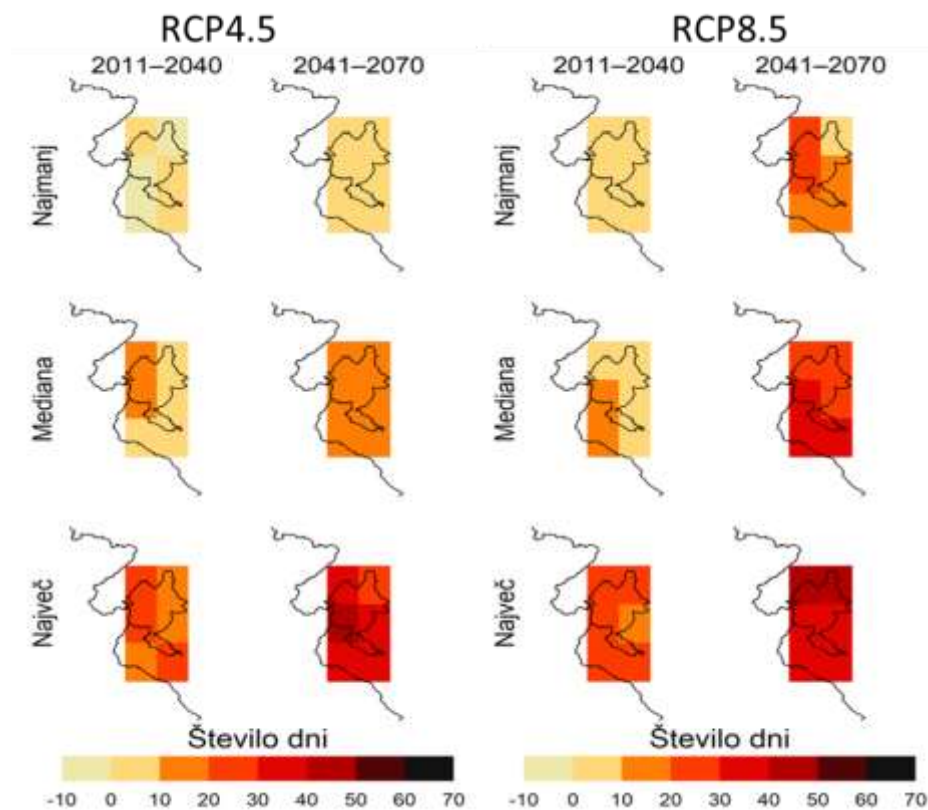 RCP4.5 RCP8.5
2011–2040 2041–2070 2011–2040 2041–2070
Najmanj Najmanj
Mediana Mediana
Največ Največ
Število dni Število dni
-10 0 10 20 30 40 50 60 70 -10 0 10 20 30 40 50 60 70